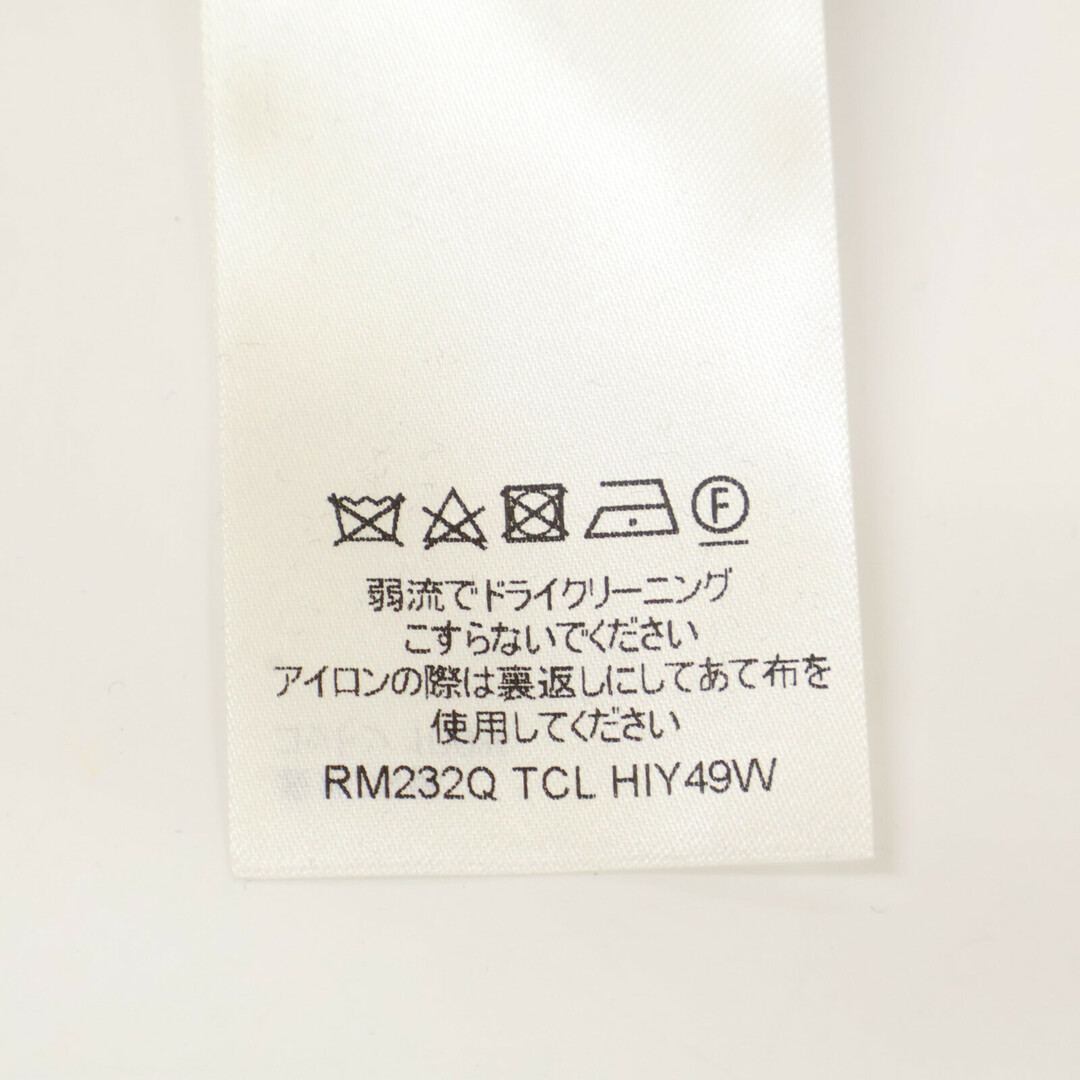 F
弱流でドライクリーニング
こすらないでください
アイロンの際は裏返しにしてあて布を
使用してください
RM232Q TCL HIY49W